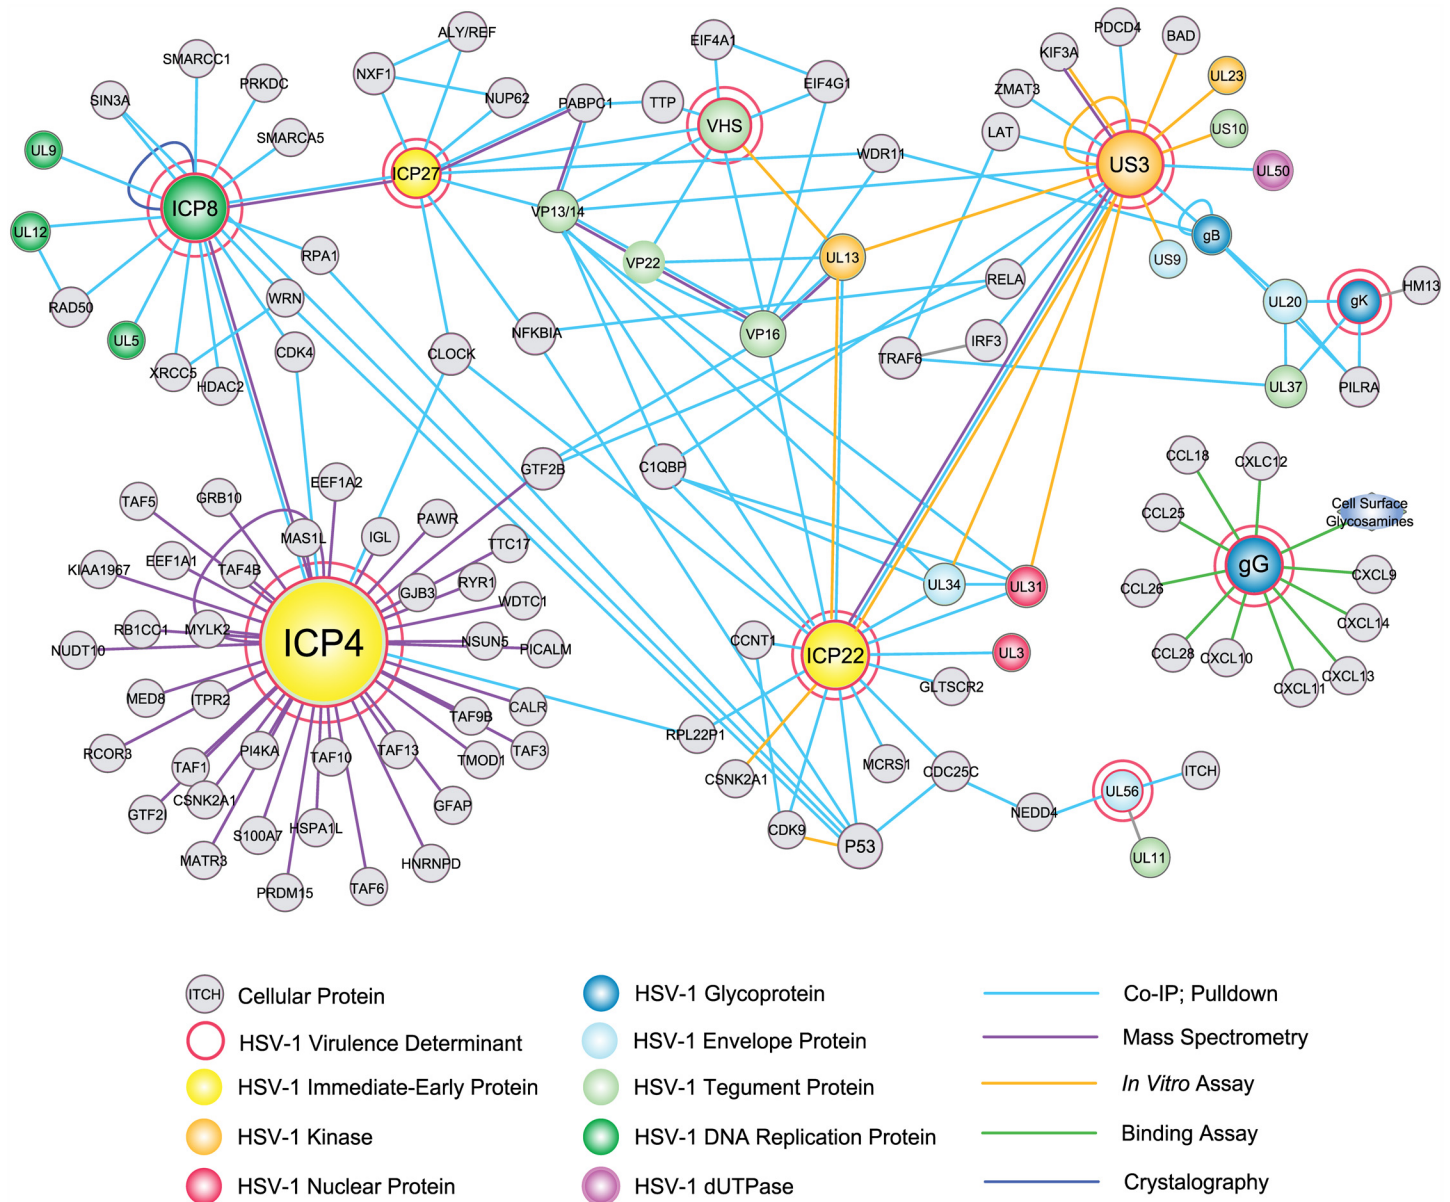 ALY/REF
PDCD4
BAD
EIF4A1
KIF3A
SMARCC1
NXF1
EIF4G1
UL23
PRKDC
ZMAT3
SIN3A
NUP62
PABPC1
TTP
VHS
US10
SMARCA5
LAT
UL9
WDR11
US3
UL50
ICP27
ICP8
VP13/14
UL12
gB
RPA1
VP22
UL13
US9
RELA
HM13
WRN
UL20
gK
RAD50
NFKBIA
VP16
UL5
CDK4
CLOCK
TRAF6
IRF3
XRCC5
HDAC2
UL37
PILRA
GTF2B
C1QBP
CCL18
CXLC12
EEF1A2
TAF5
GRB10
PAWR
CCL25
Cell Surface
Glycosamines
MAS1L
IGL
TTC17
EEF1A1
KIAA1967
TAF4B
gG
CXCL9
RYR1
GJB3
UL34
UL31
CCL26
WDTC1
RB1CC1
MYLK2
ICP4
CXCL14
NUDT10
NSUN5
PICALM
CCNT1
ICP22
UL3
CCL28
CXCL10
CXCL11
CXCL13
MED8
ITPR2
GLTSCR2
CALR
TAF9B
RCOR3
PI4KA
TAF10
TAF13
TMOD1
TAF3
RPL22P1
TAF1
CSNK2A1
MCRS1
CDC25C
ITCH
UL56
GTF2I
CSNK2A1
GFAP
NEDD4
S100A7
HSPA1L
CDK9
P53
MATR3
HNRNPD
UL11
PRDM15
TAF6
ITCH Cellular Protein
HSV-1 Glycoprotein
Co-IP; Pulldown
HSV-1 Virulence Determinant
HSV-1 Envelope Protein
Mass Spectrometry
HSV-1 Immediate-Early Protein
HSV-1 Tegument Protein
In Vitro Assay
HSV-1 Kinase
HSV-1 DNA Replication Protein
Binding Assay
HSV-1 Nuclear Protein
HSV-1 dUTPase
Crystalography